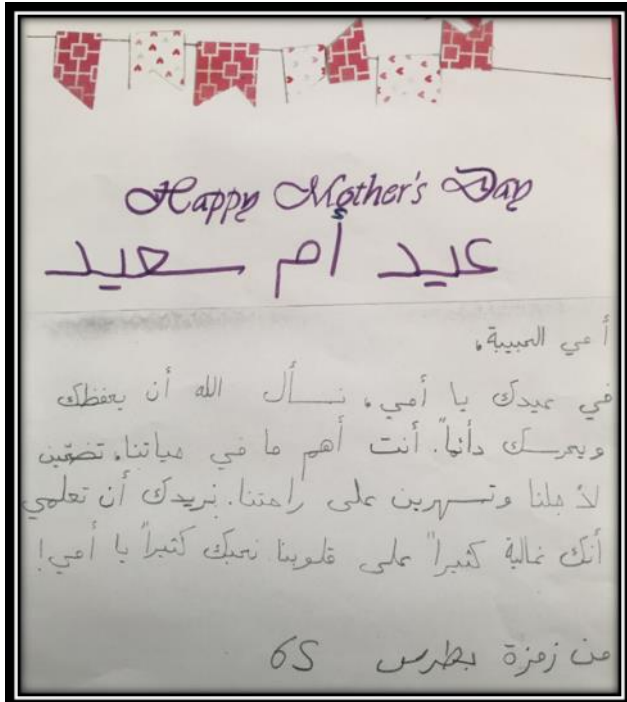 Happy Mother's Day
عيد أم سعيد
أمي الحبيبة،
في عيدك يا أمي، نسأل الله أن يحفظك
ويحرسك دائماً. أنت أهم ما في حياتنا، تضحّين
لأجلنا وتسهرين على راحتنا. نريدك أن تعلمي
أنك غالية كثيراً على قلوبنا نحبك كثيراً يا أمي!
من زمزة بطرس 6S